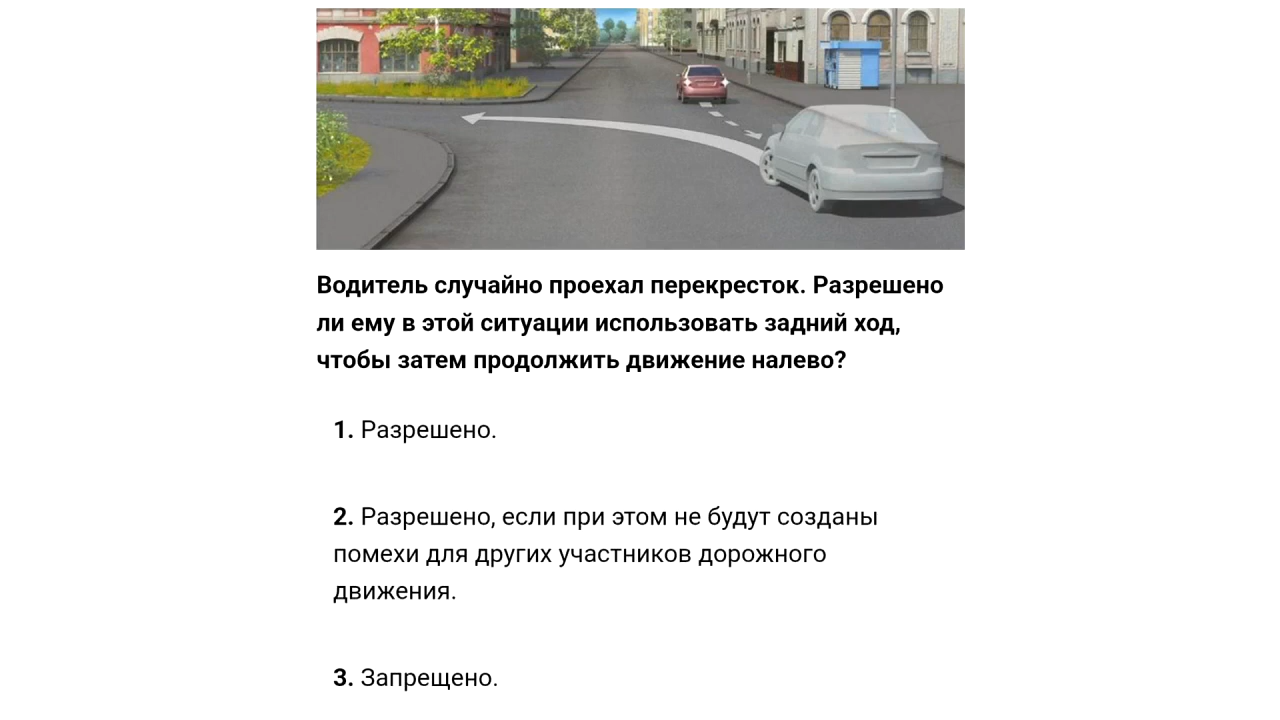 Водитель случайно проехал перекресток. Разрешено
ли ему в этой ситуации использовать задний ход,
чтобы затем продолжить движение налево?
1. Разрешено.
2. Разрешено, если при этом не будут созданы
помехи для других участников дорожного
движения.
3. Запрещено.